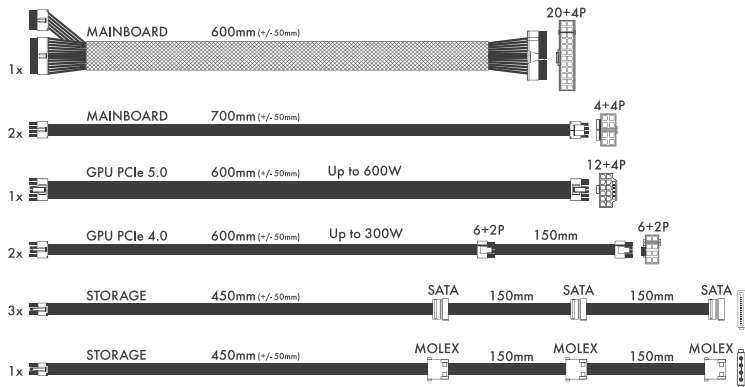 20+4P
MAINBOARD 600mm (+/- 50mm)
1x
4+4P
MAINBOARD 700mm (+/- 50mm)
2x
12+4P
GPU PCIe 5.0 600mm (+/- 50mm) Up to 600W
1x
GPU PCIe 4.0 600mm (+/- 50mm) Up to 300W 6+2P 150mm 6+2P
2x
STORAGE 450mm (+/- 50mm) SATA 150mm SATA 150mm SATA
3x
STORAGE 450mm (+/- 50mm) MOLEX 150mm MOLEX 150mm MOLEX
1x